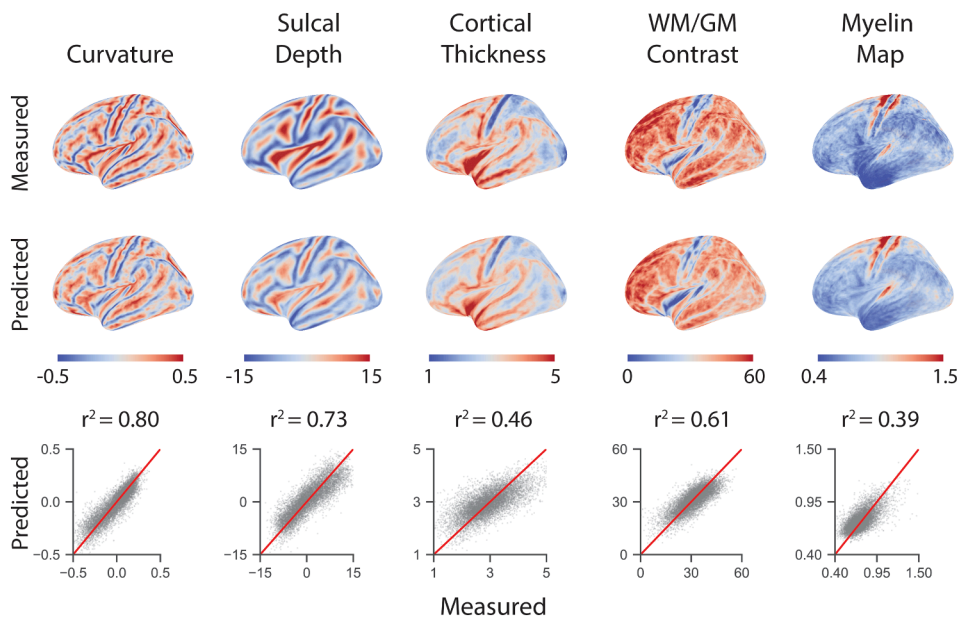 Curvature
Sulcal
Depth
Cortical
Thickness
WM/GM
Contrast
Myelin
Map
Measured
Predicted
-0.5 0.5
-15 15
1 5
0 60
0.4 1.5
r² = 0.80
r² = 0.73
r² = 0.46
r² = 0.61
r² = 0.39
Predicted
0.5
0.0
−0.5
−0.5 0.0 0.5
15
0
−15
−15 0 15
5
3
1
1 3 5
60
30
0
0 30 60
1.50
0.95
0.40
0.40 0.95 1.50
Measured